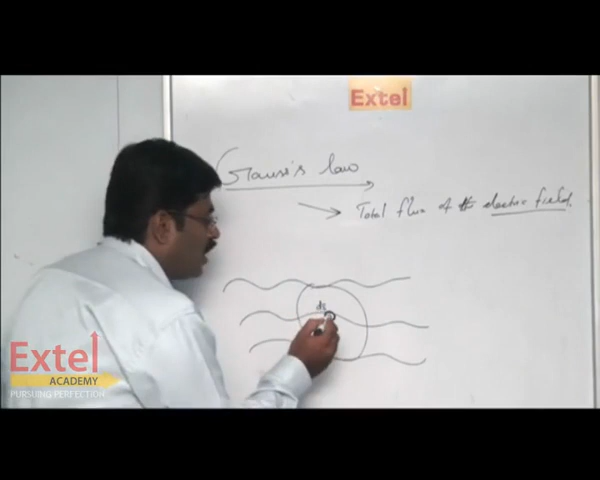 Extel
Gauss's law
Total flux of the electric field.
ds
Extel
ACADEMY
PURSUING PERFECTION